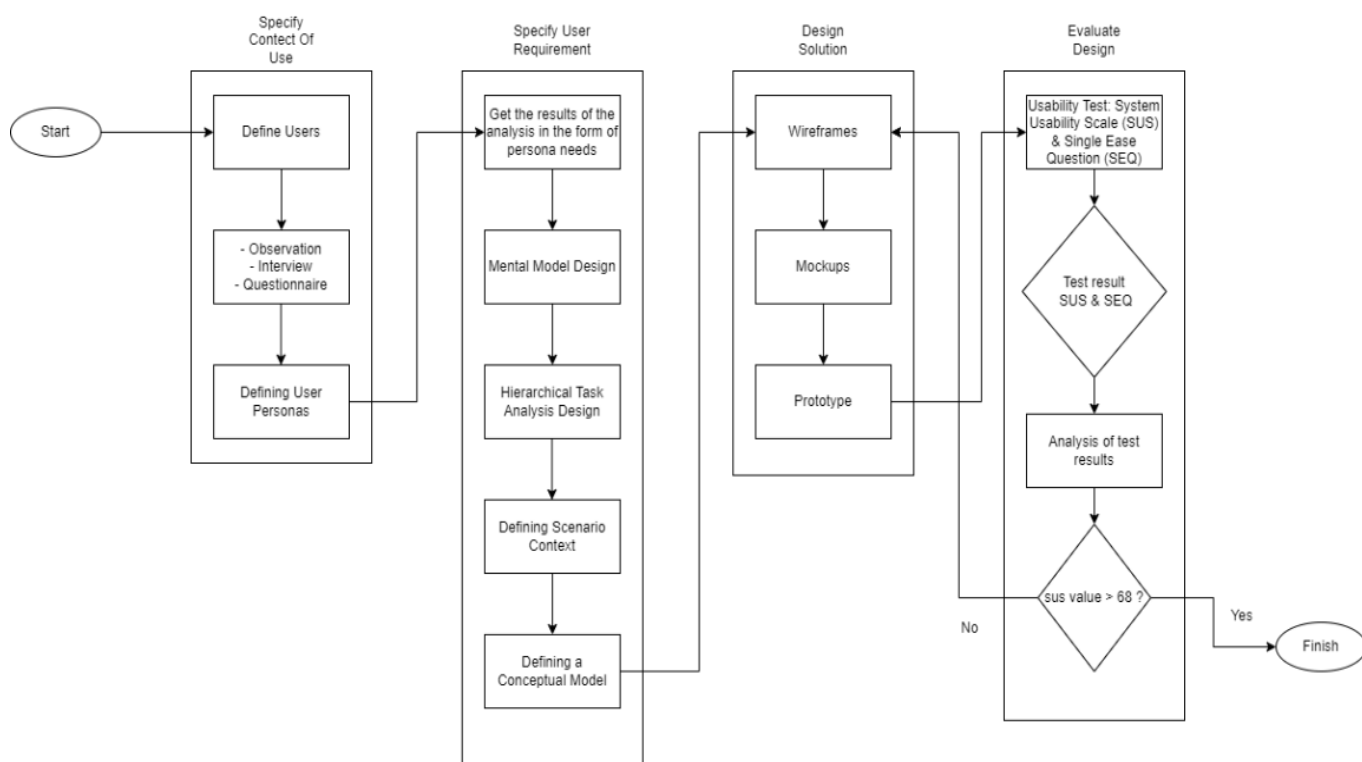 Specify
Contect Of
Use
Start
Define Users
- Observation
- Interview
- Questionnaire
Defining User
Personas
Specify User
Requirement
Get the results of the
analysis in the form of
persona needs
Mental Model Design
Hierarchical Task
Analysis Design
Defining Scenario
Context
Defining a
Conceptual Model
Design
Solution
Wireframes
Mockups
Prototype
Evaluate
Design
Usability Test: System
Usability Scale (SUS)
& Single Ease
Question (SEQ)
Test result
SUS & SEQ
Analysis of test
results
sus value > 68 ?
No
Yes
Finish